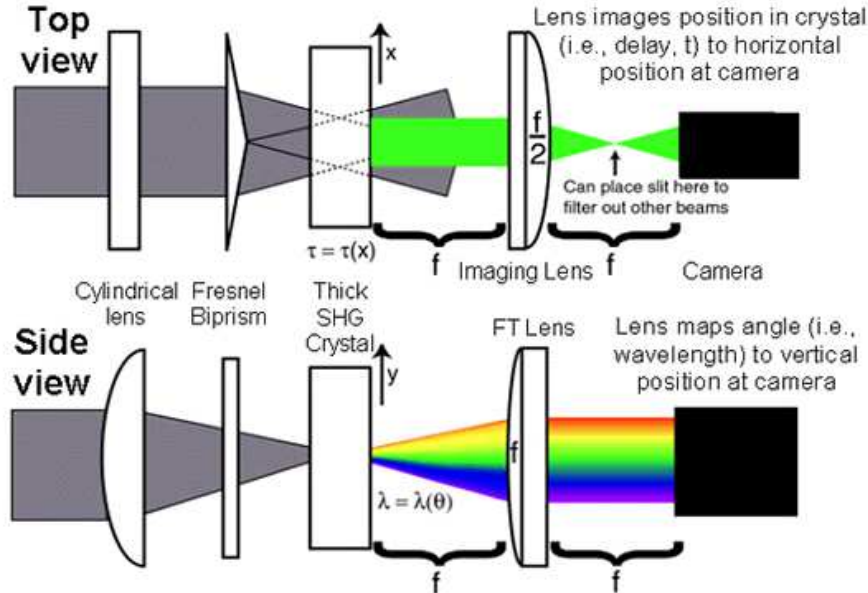 Top
view
Lens images position in crystal
(i.e., delay, t) to horizontal
position at camera
x
f
2
Can place slit here to
filter out other beams
τ = τ(x)
f
f
Imaging Lens
Camera
Cylindrical
lens
Fresnel
Biprism
Thick
SHG
Crystal
FT Lens
Side
view
Lens maps angle (i.e.,
wavelength) to vertical
position at camera
y
f
λ = λ(θ)
f
f